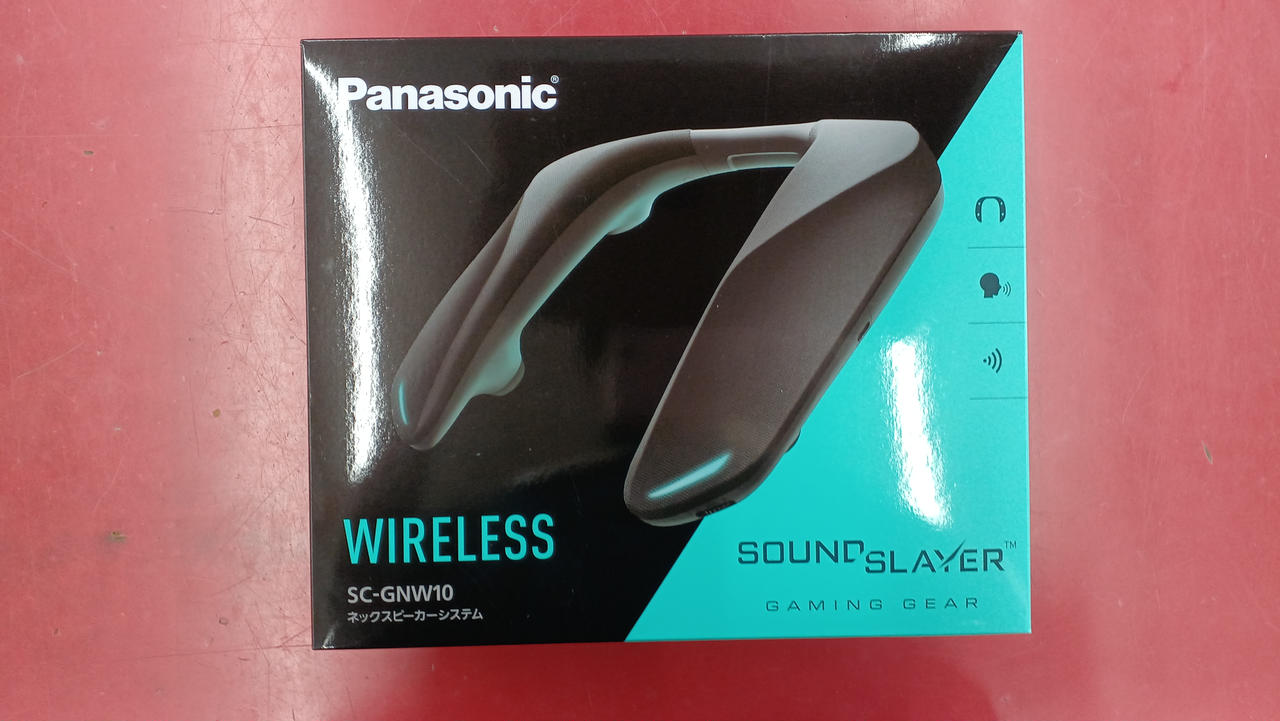 Panasonic®
WIRELESS
SC-GNW10
ネックスピーカーシステム
SOUNDSLAYER™
GAMING GEAR